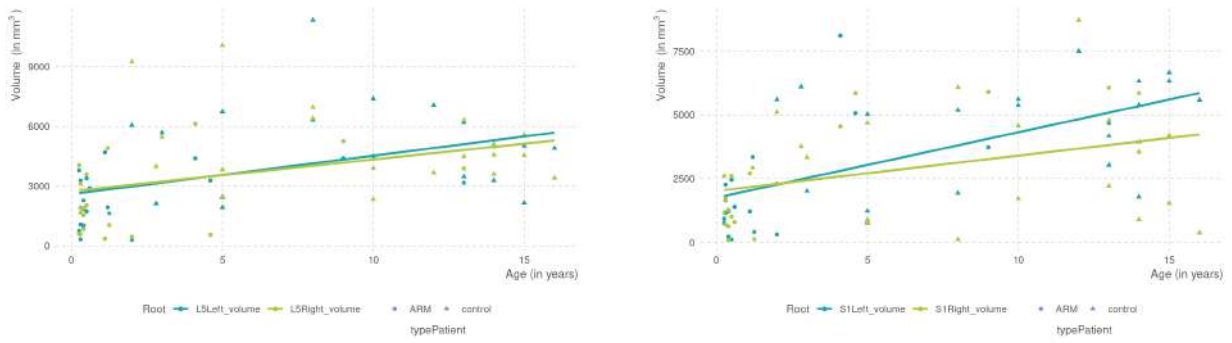 Volume (in mm³)
9000
6000
3000
0
0
5
10
15
Age (in years)
Root L5Left_volume L5Right_volume ARM control
typePatient
Volume (in mm³)
7500
5000
2500
0
0
5
10
15
Age (in years)
Root S1Left_volume S1Right_volume ARM control
typePatient